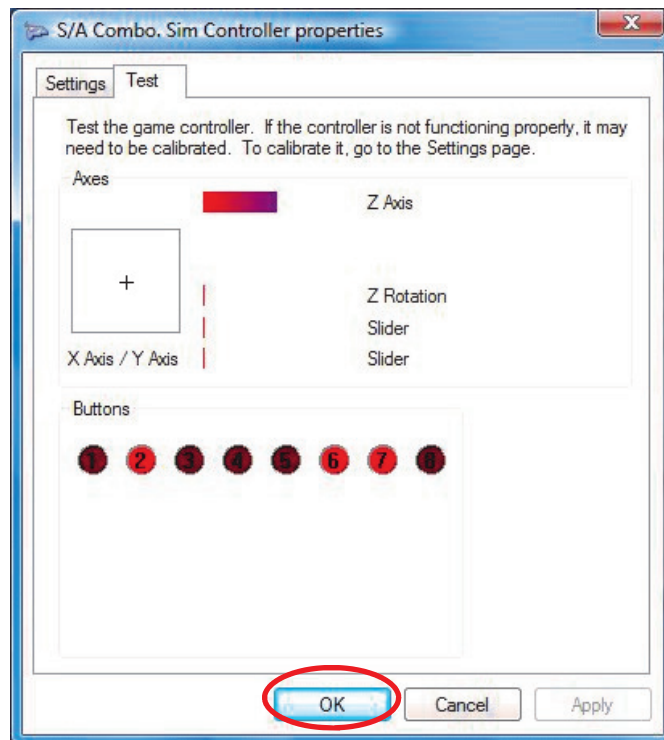 S/A Combo. Sim Controller properties
Settings Test
Test the game controller. If the controller is not functioning properly, it may
need to be calibrated. To calibrate it, go to the Settings page.
Axes
Z Axis
Z Rotation
Slider
X Axis / Y Axis Slider
Buttons
1 2 3 4 5 6 7 8
OK Cancel Apply